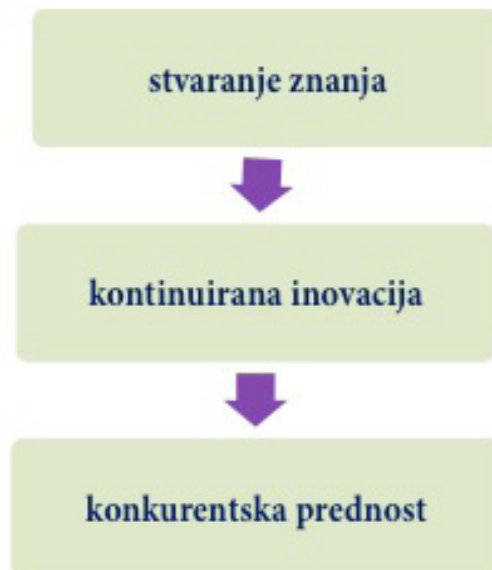 stvaranje znanja
kontinuirana inovacija
konkurentska prednost